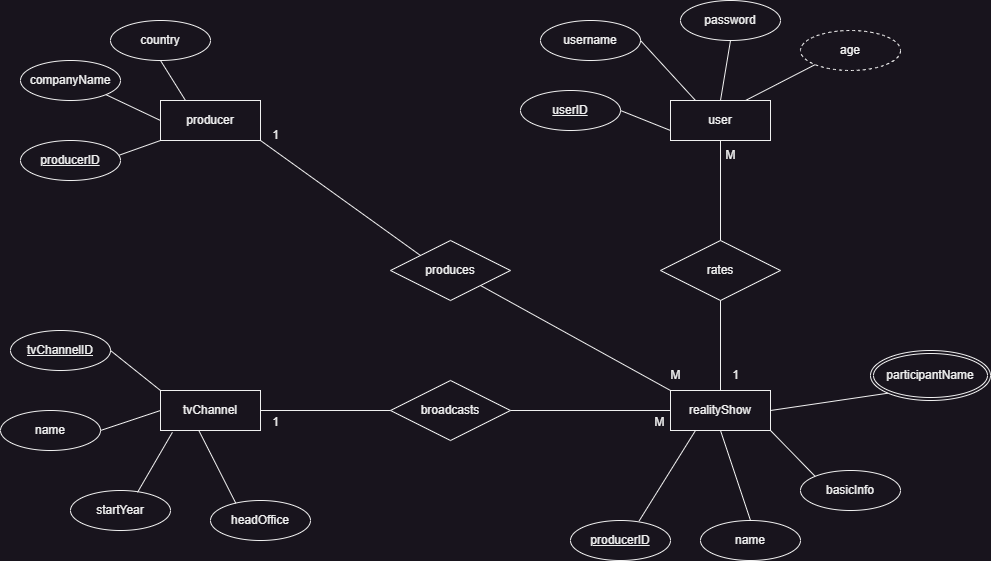 password
country
username
age
companyName
userID
producer
user
1
M
producerID
produces
rates
tvChannelID
M
1
participantName
tvChannel
broadcasts
realityShow
1
M
name
basicInfo
startYear
headOffice
producerID
name